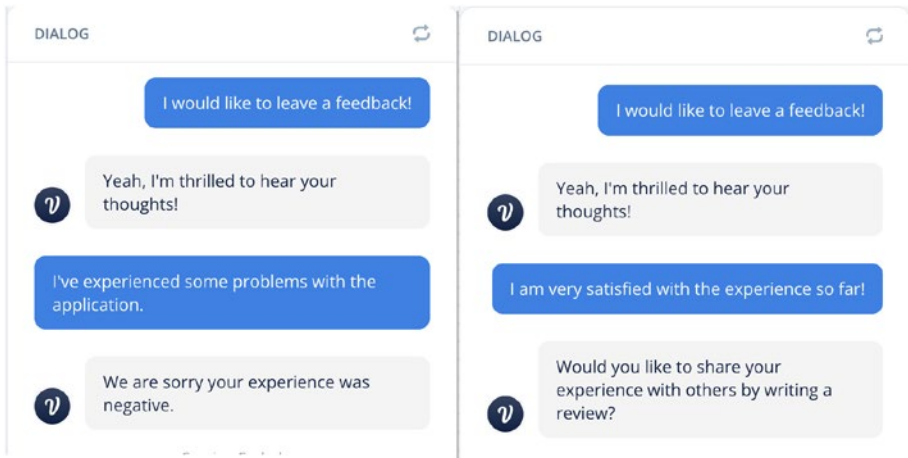 DIALOG
I would like to leave a feedback!
Yeah, I'm thrilled to hear your
thoughts!
I've experienced some problems with the
application.
We are sorry your experience was
negative.
DIALOG
I would like to leave a feedback!
Yeah, I'm thrilled to hear your
thoughts!
I am very satisfied with the experience so far!
Would you like to share your
experience with others by writing a
review?